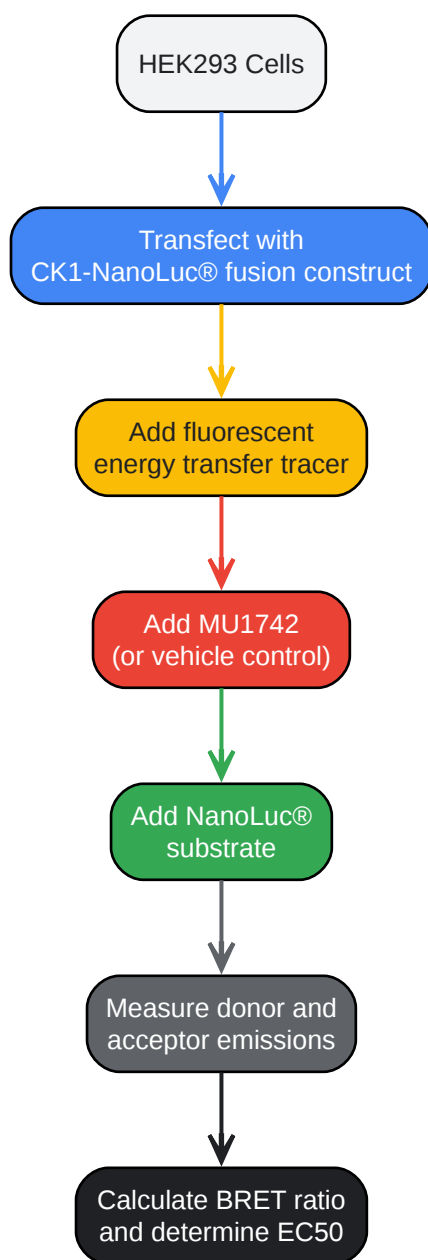 HEK293 Cells
Transfect with
CK1-NanoLuc® fusion construct
Add fluorescent
energy transfer tracer
Add MU1742
(or vehicle control)
Add NanoLuc®
substrate
Measure donor and
acceptor emissions
Calculate BRET ratio
and determine EC50